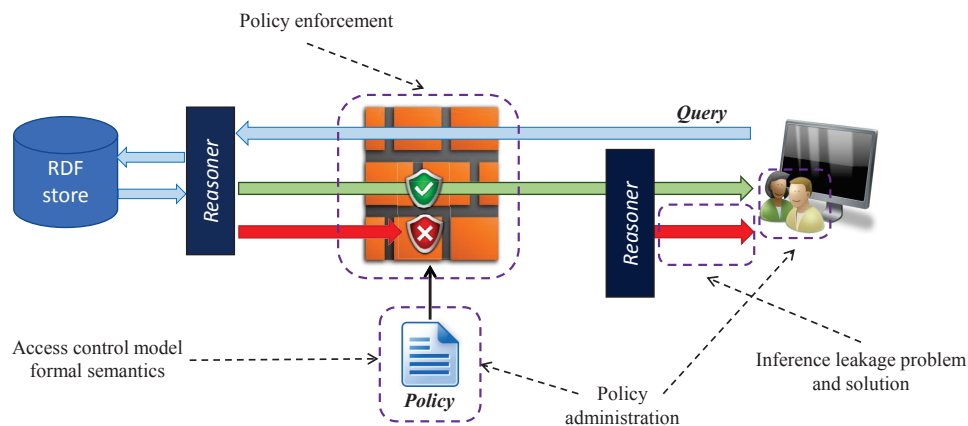 Policy enforcement
Query
RDF
store
Reasoner
Reasoner
Access control model
formal semantics
Policy
Policy
administration
Inference leakage problem
and solution